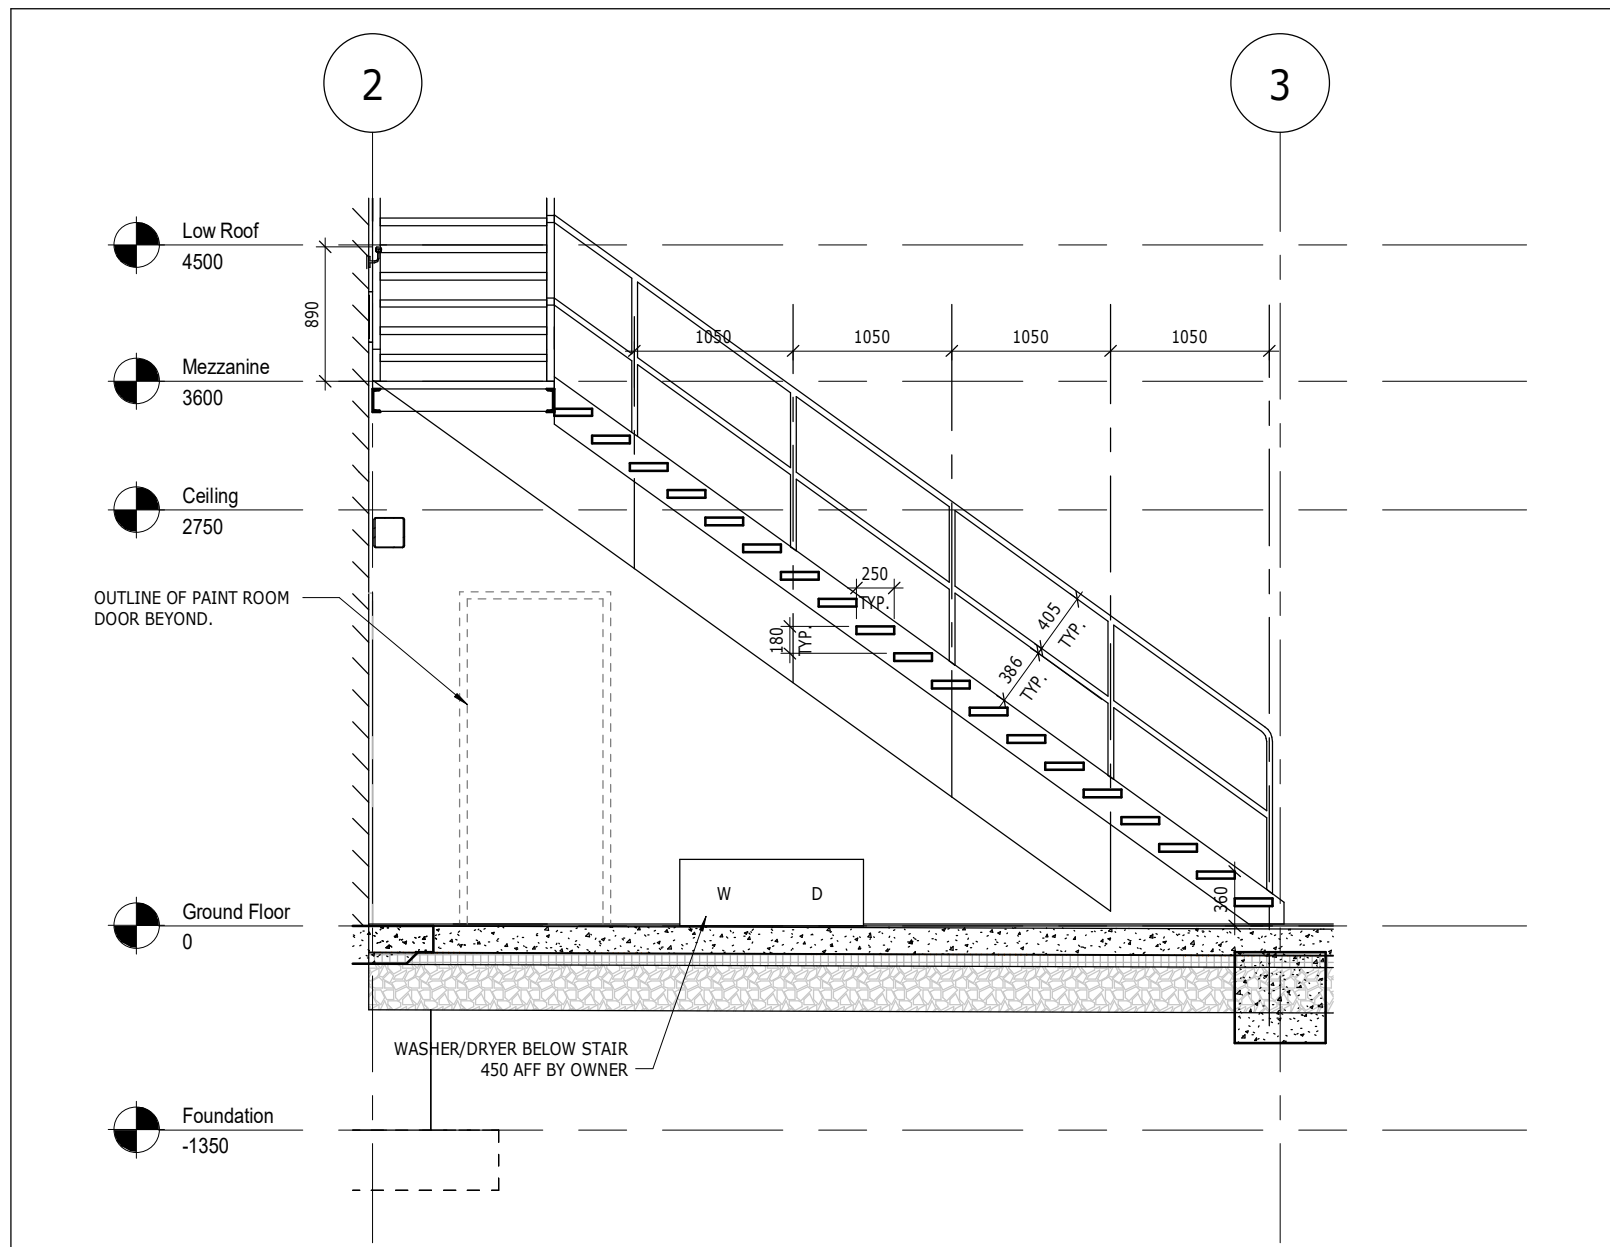 2
3
Low Roof
4500
890
1050
1050
1050
1050
Mezzanine
3600
Ceiling
2750
250
TYP.
OUTLINE OF PAINT ROOM
DOOR BEYOND.
180
TYP.
405
TYP.
386
TYP.
W
D
360
Ground Floor
0
WASHER/DRYER BELOW STAIR
450 AFF BY OWNER
Foundation
-1350